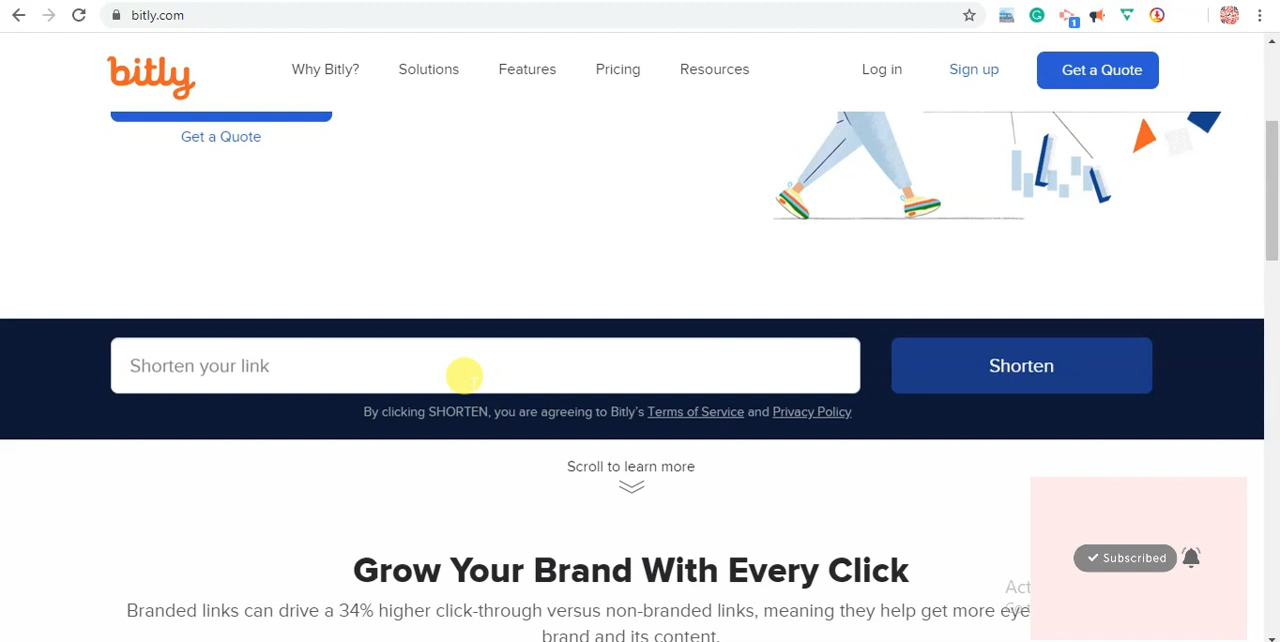 bitly.com
1
bitly
Why Bitly? Solutions Features Pricing Resources Log in Sign up Get a Quote
Get a Quote
Shorten your link Shorten
By clicking SHORTEN, you are agreeing to Bitly's Terms of Service and Privacy Policy
Scroll to learn more
Subscribed
Grow Your Brand With Every Click
Act
Branded links can drive a 34% higher click-through versus non-branded links, meaning they help get more eye
brand and its content.